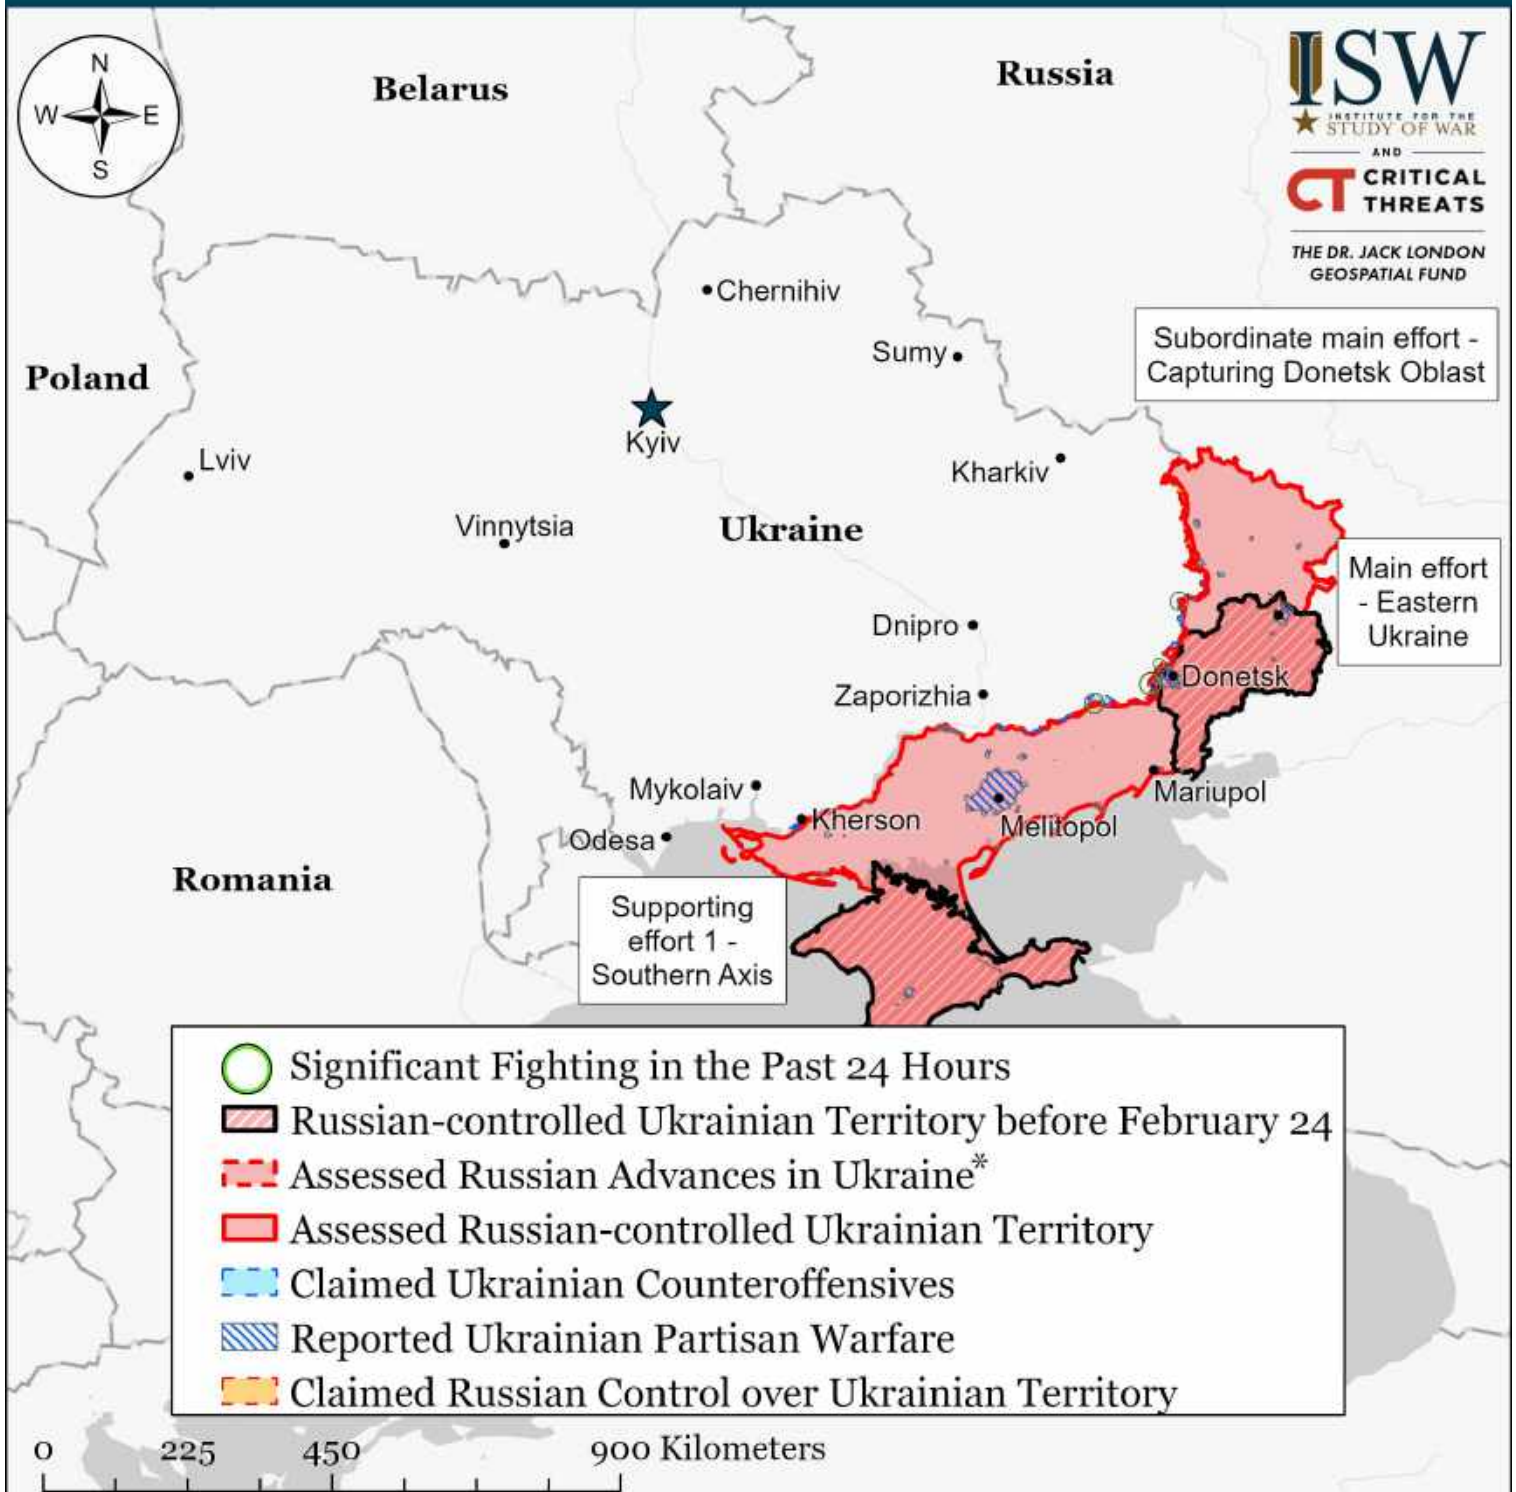 N
W
E
S
Belarus
Russia
ISW
INSTITUTE FOR THE
STUDY OF WAR
AND
CT CRITICAL
THREATS
THE DR. JACK LONDON
GEOSPATIAL FUND
Chernihiv
Subordinate main effort -
Capturing Donetsk Oblast
Sumy
Poland
Kyiv
Lviv
Kharkiv
Vinnytsia
Ukraine
Main effort
- Eastern
Ukraine
Dnipro
Donetsk
Zaporizhia
Mykolaiv
Mariupol
Kherson
Melitopol
Odesa
Romania
Supporting
effort 1 -
Southern Axis
Significant Fighting in the Past 24 Hours
Russian-controlled Ukrainian Territory before February 24
Assessed Russian Advances in Ukraine*
Assessed Russian-controlled Ukrainian Territory
Claimed Ukrainian Counteroffensives
Reported Ukrainian Partisan Warfare
Claimed Russian Control over Ukrainian Territory
0 225 450 900 Kilometers